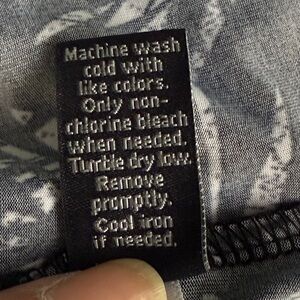 Machine wash
cold with
like colors.
Only non-
chlorine bleach
when needed.
Tumble dry low.
Remove
promptly.
Cool iron
if needed.